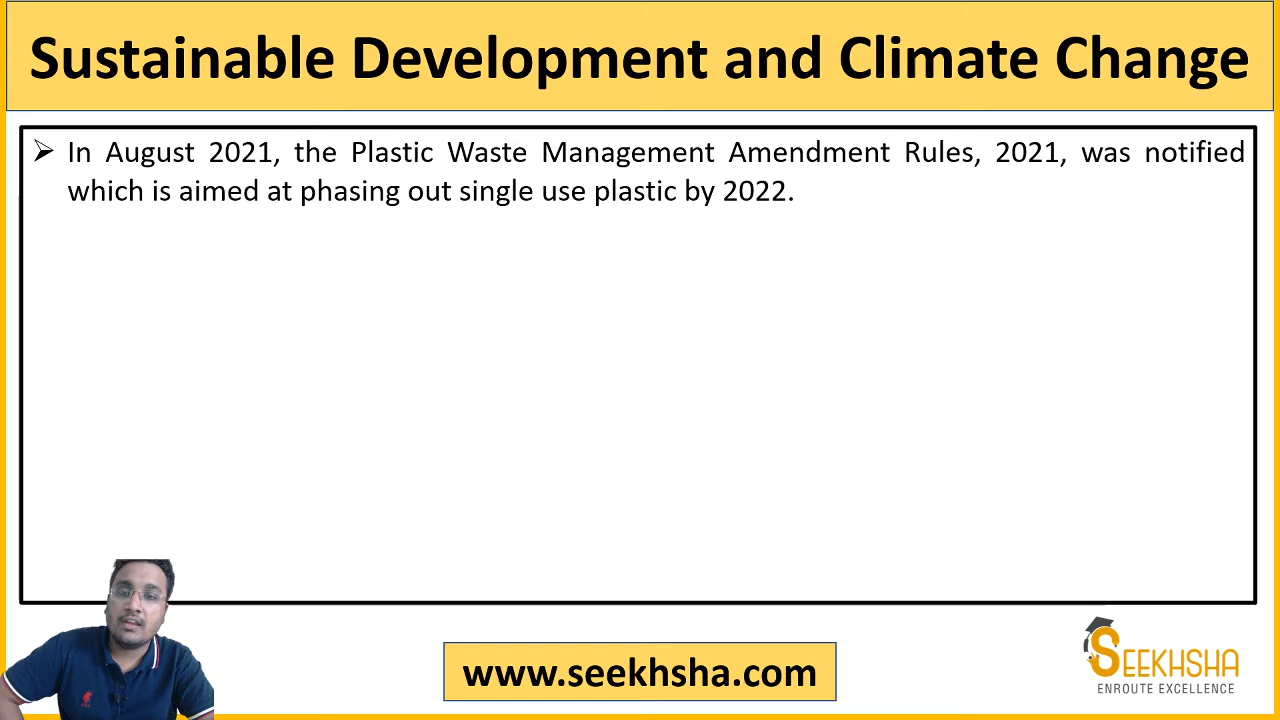 Sustainable Development and Climate Change
➢ In August 2021, the Plastic Waste Management Amendment Rules, 2021, was notified
which is aimed at phasing out single use plastic by 2022.
www.seekhsha.com
SEEKHSHA
ENROUTE EXCELLENCE